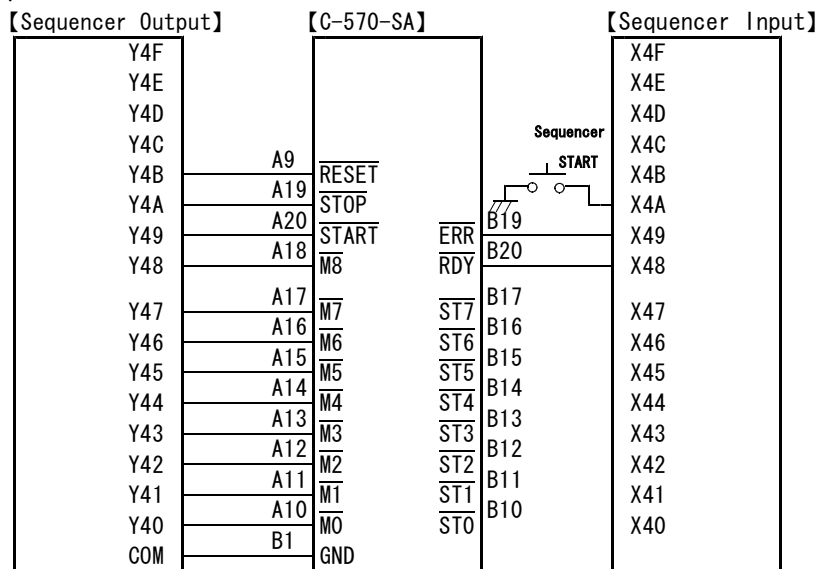 【Sequencer Output】 【C-570-SA】 【Sequencer Input】
Y4F X4F
Y4E X4E
Y4D X4D
Y4C Sequencer X4C
Y4B A9 RESET START X4B
Y4A A19 STOP X4A
Y49 A20 START ERR B19 X49
Y48 A18 M8 RDY B20 X48
Y47 A17 M7 ST7 B17 X47
Y46 A16 M6 ST6 B16 X46
Y45 A15 M5 ST5 B15 X45
Y44 A14 M4 ST4 B14 X44
Y43 A13 M3 ST3 B13 X43
Y42 A12 M2 ST2 B12 X42
Y41 A11 M1 ST1 B11 X41
Y40 A10 M0 ST0 B10 X40
COM B1 GND